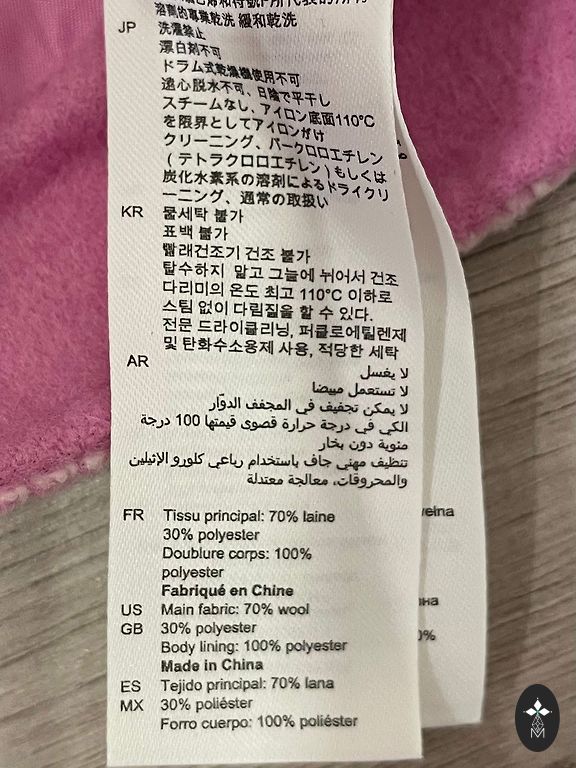 溶劑的專業乾洗 緩和乾洗
JP 洗濯禁止
漂白剤不可
ドラム式乾燥機使用不可
遠心脱水不可、日陰で平干し
スチームなし、アイロン底面110°C
を限界としてアイロンがけ
クリーニング、パークロロエチレン
(テトラクロロエチレン)もしくは
炭化水素系の溶剤によるドライクリ
ーニング、通常の取扱い
KR 물세탁 불가
표백 불가
빨래건조기 건조 불가
탈수하지 말고 그늘에 뉘어서 건조
다리미의 온도 최고 110°C 이하로
스팀 없이 다림질을 할 수 있다.
전문 드라이클리닝, 퍼클로에틸렌제
및 탄화수소용제 사용, 적당한 세탁
AR لا يغسل
لا تستعمل مبيضا
لا يمكن تجفيف في المجفف الدوّار
الكي في درجة حرارة قصوى قيمتها 100 درجة
مئوية دون بخار
تنظيف مهني جاف باستخدام رباعي كلورو الإثيلين
والمحروقات، معالجة معتدلة
FR Tissu principal: 70% laine
30% polyester
Doublure corps: 100%
polyester
Fabriqué en Chine
US Main fabric: 70% wool
GB 30% polyester
Body lining: 100% polyester
Made in China
ES Tejido principal: 70% lana
MX 30% poliéster
Forro cuerpo: 100% poliéster
M